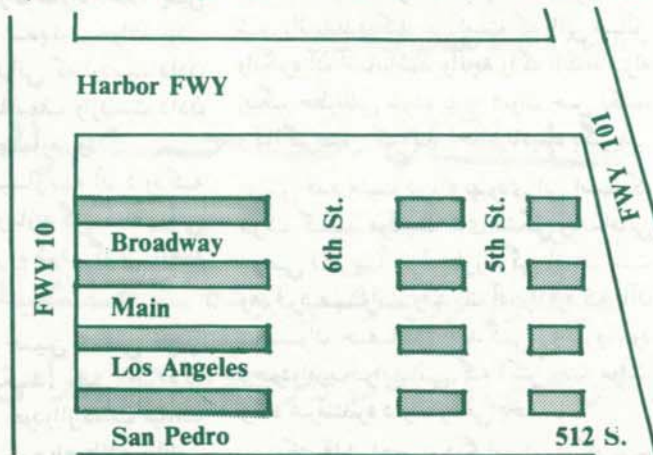 Harbor FWY
FWY 101
FWY 10
6th St.
5th St.
Broadway
Main
Los Angeles
San Pedro
512 S.